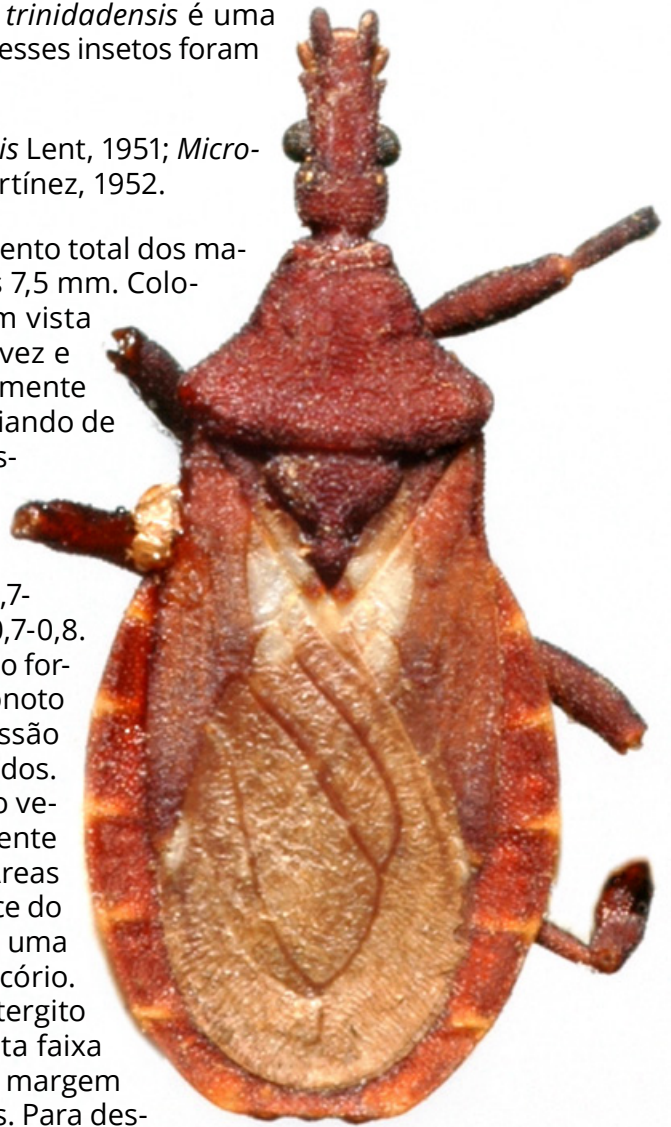 trinidadensis é uma
esses insetos foram
is Lent, 1951; Micro-
rtínez, 1952.
ento total dos ma-
s 7,5 mm. Colo-
m vista
vez e
mente
iando de
s-
,7-
0,7-0,8.
o for-
noto
ssão
dos.
o ve-
ente
reas
ce do
uma
cório.
tergito
ta faixa
margem
s. Para des-